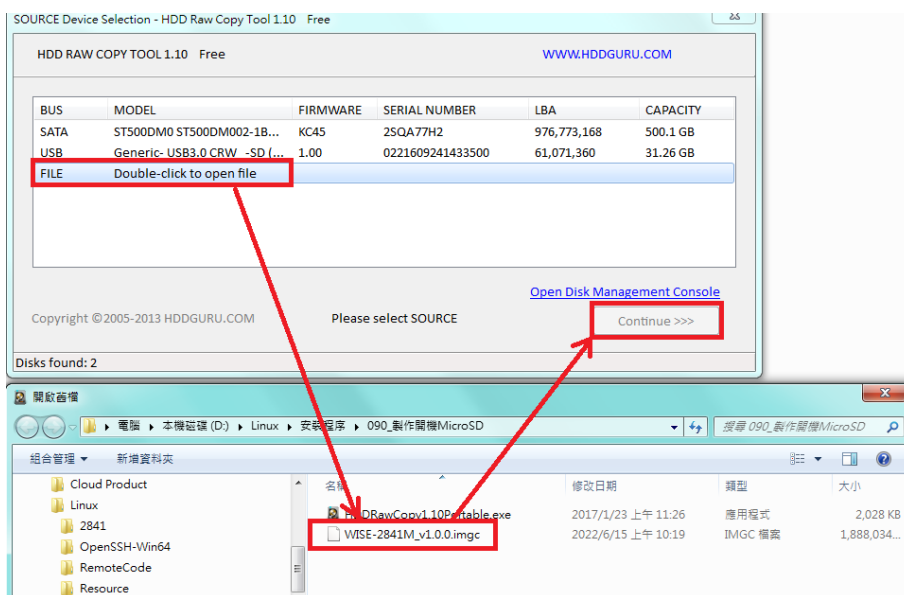 SOURCE Device Selection - HDD Raw Copy Tool 1.10 Free
HDD RAW COPY TOOL 1.10 Free WWW.HDDGURU.COM
BUS MODEL FIRMWARE SERIAL NUMBER LBA CAPACITY
SATA ST500DM0 ST500DM002-1B... KC45 2SQA77H2 976,773,168 500.1 GB
USB Generic- USB3.0 CRW -SD (... 1.00 0221609241433500 61,071,360 31.26 GB
FILE Double-click to open file
Open Disk Management Console
Copyright ©2005-2013 HDDGURU.COM Please select SOURCE Continue >>>
Disks found: 2
開啟舊檔
電腦 ▸ 本機磁碟 (D:) ▸ Linux ▸ 安裝程序 ▸ 090_製作開機MicroSD 搜尋 090_製作開機MicroSD
組合管理 新增資料夾
Cloud Product 名稱 修改日期 類型 大小
Linux
HDDRawCopy1.10Portable.exe 2017/1/23 上午 11:26 應用程式 2,028 KB
2841 WISE-2841M_v1.0.0.imgc 2022/6/15 上午 10:19 IMGC 檔案 1,888,034...
OpenSSH-Win64
RemoteCode
Resource